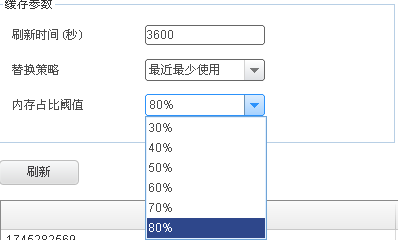 缓存参数
刷新时间(秒) 3600
替换策略 最近最少使用
内存占比阈值 80%
30%
40%
50%
60%
70%
80%
刷新